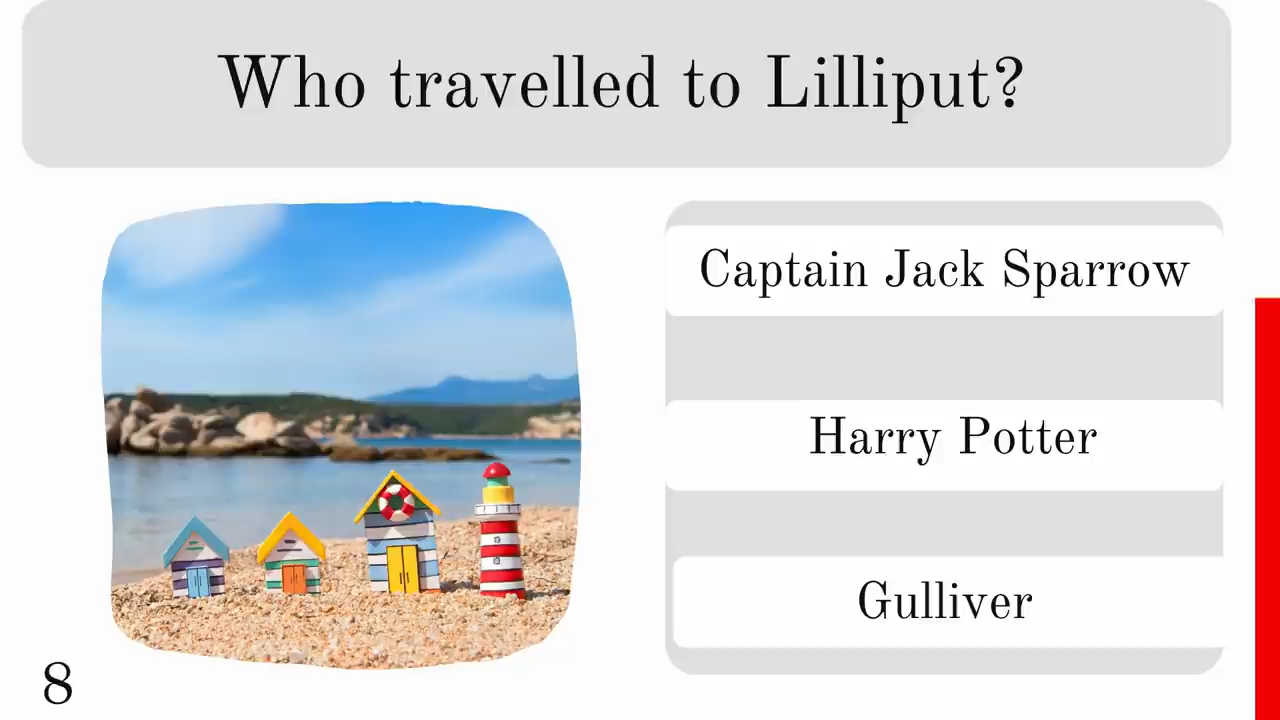 Who travelled to Lilliput?
Captain Jack Sparrow
Harry Potter
Gulliver
8